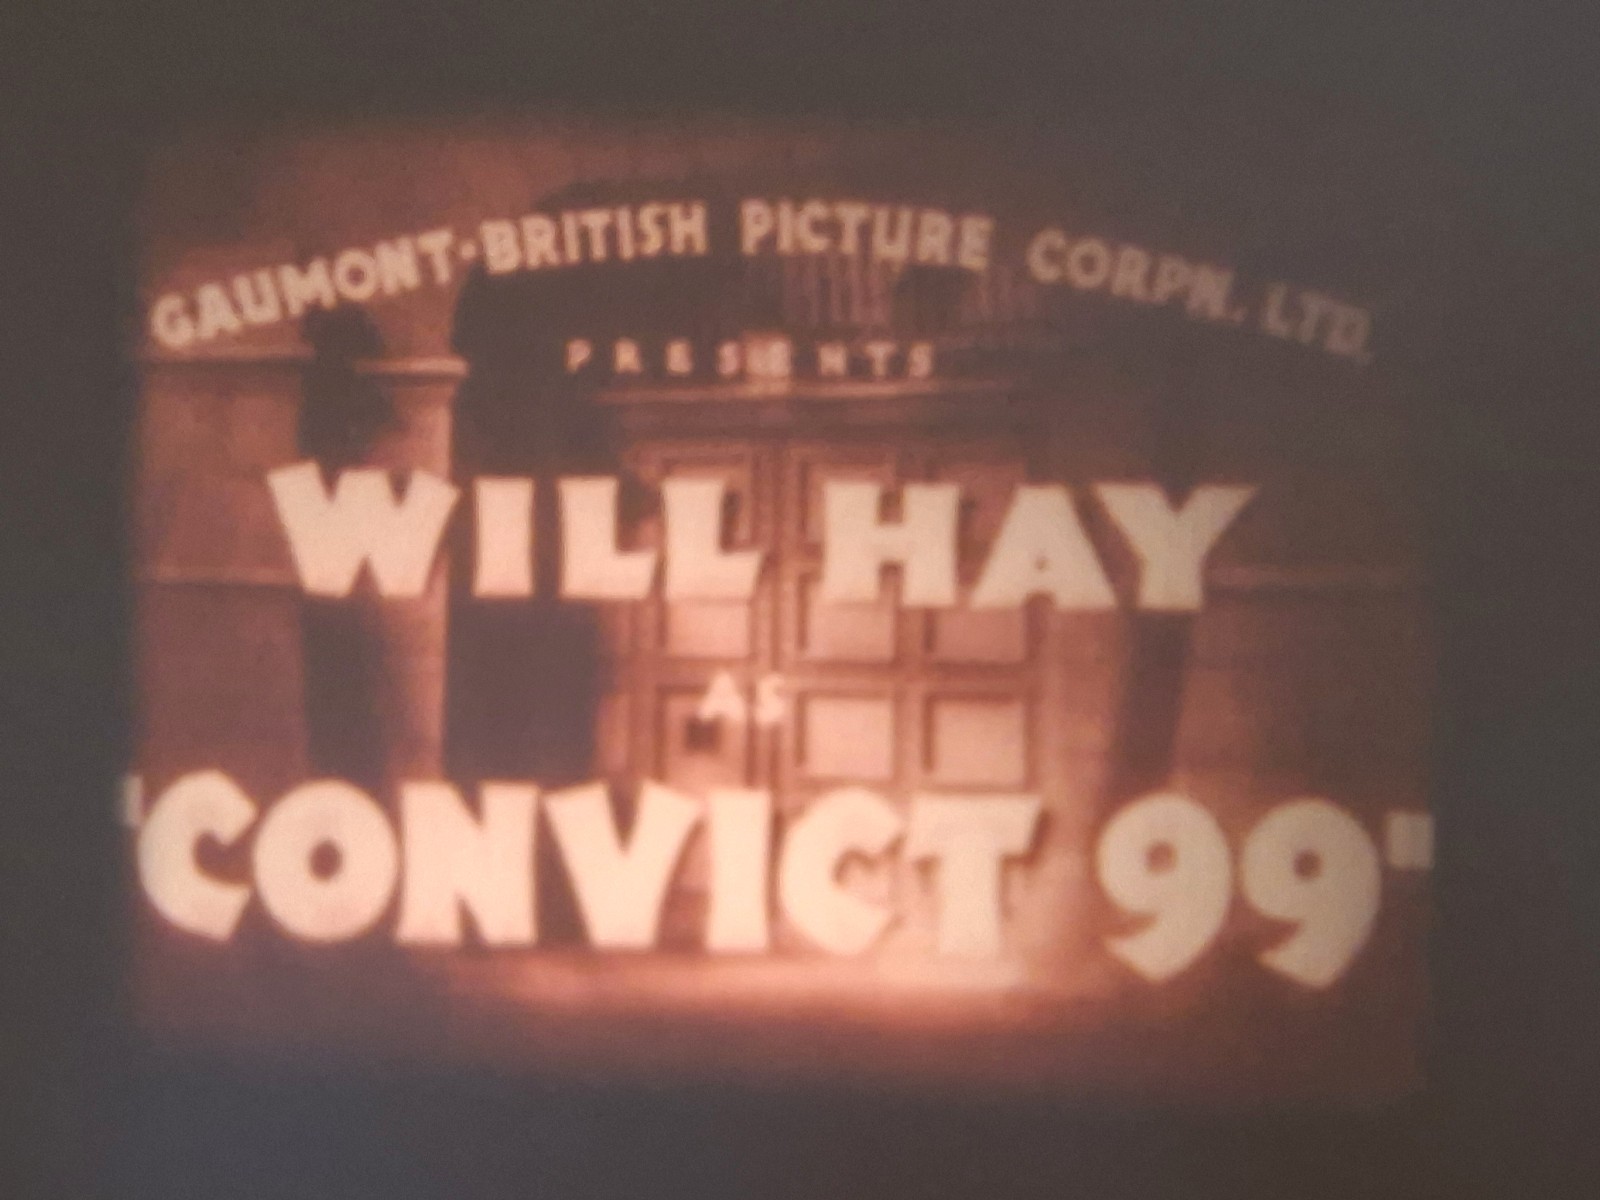 GAUMONT-BRITISH PICTURE CORPN. LTD.
PRESENTS
WILL HAY
AS
"CONVICT 99"